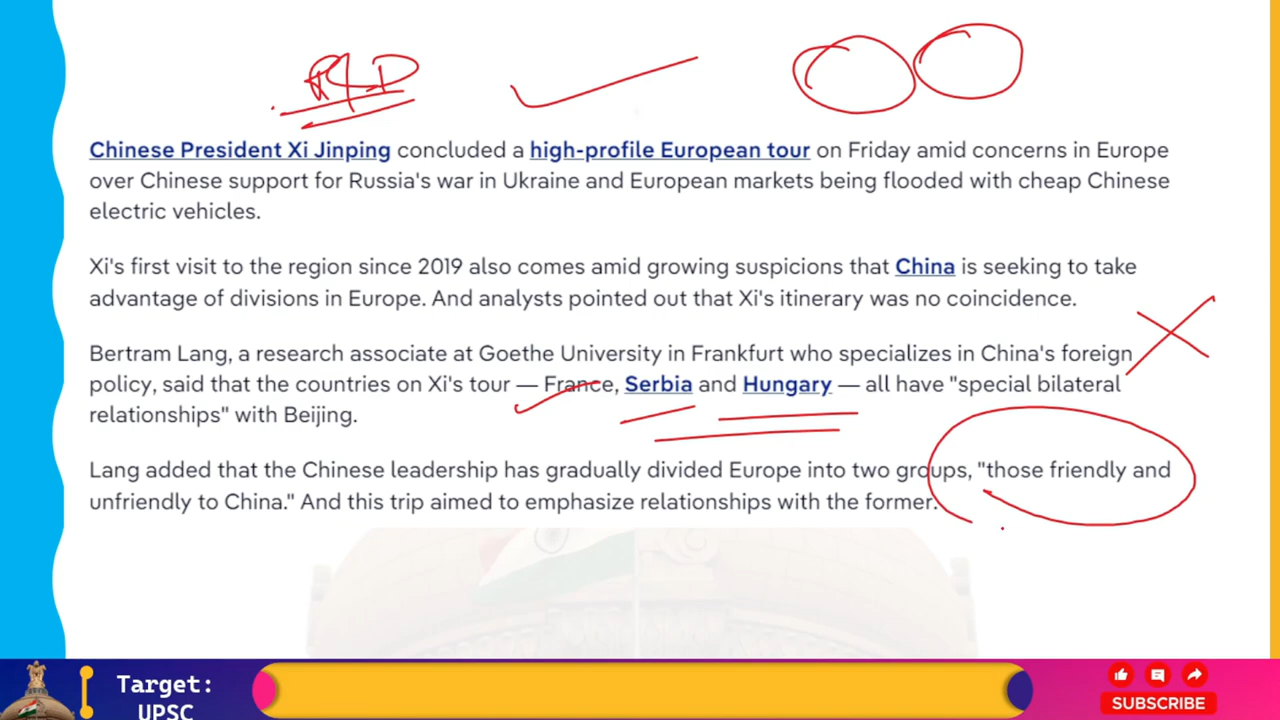 R&D
Chinese President Xi Jinping concluded a high-profile European tour on Friday amid concerns in Europe
over Chinese support for Russia's war in Ukraine and European markets being flooded with cheap Chinese
electric vehicles.
Xi's first visit to the region since 2019 also comes amid growing suspicions that China is seeking to take
advantage of divisions in Europe. And analysts pointed out that Xi's itinerary was no coincidence.
Bertram Lang, a research associate at Goethe University in Frankfurt who specializes in China's foreign
policy, said that the countries on Xi's tour — France, Serbia and Hungary — all have "special bilateral
relationships" with Beijing.
Lang added that the Chinese leadership has gradually divided Europe into two groups, "those friendly and
unfriendly to China." And this trip aimed to emphasize relationships with the former.
Target:
UPSC
SUBSCRIBE